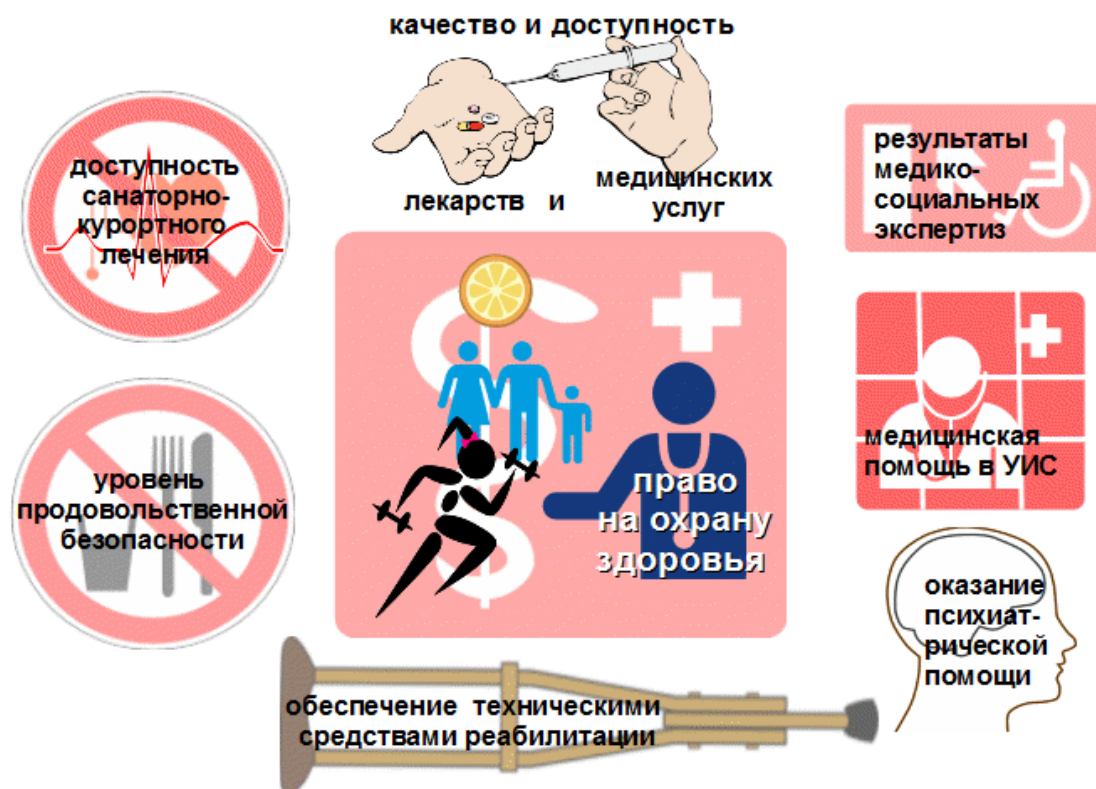 качество и доступность
лекарств и
медицинских
услуг
доступность
санаторно-
курортного
лечения
результаты
медико-
социальных
экспертиз
уровень
продовольственной
безопасности
право
на охрану
здоровья
медицинская
помощь в УИС
оказание
психиат-
рической
помощи
обеспечение техническими
средствами реабилитации